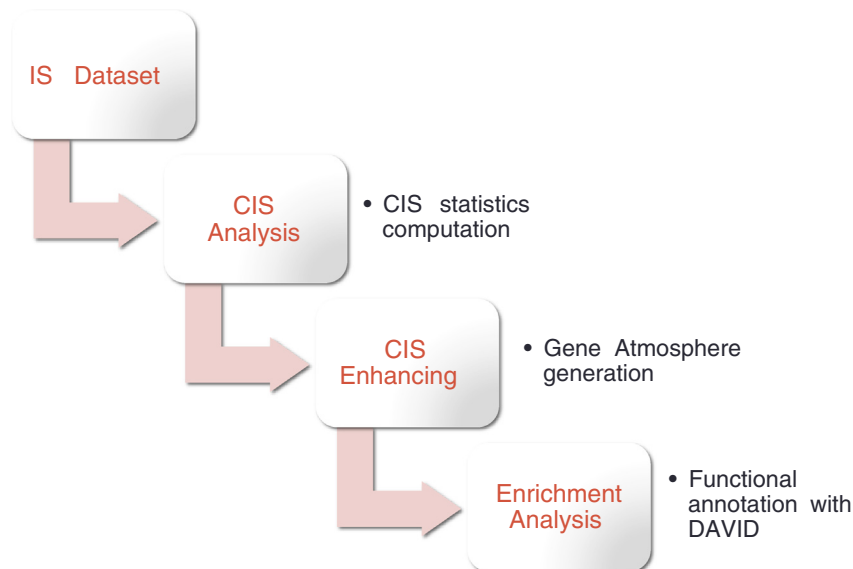 IS Dataset
CIS
Analysis
• CIS statistics
computation
CIS
Enhancing
• Gene Atmosphere
generation
Enrichment
Analysis
• Functional
annotation with
DAVID